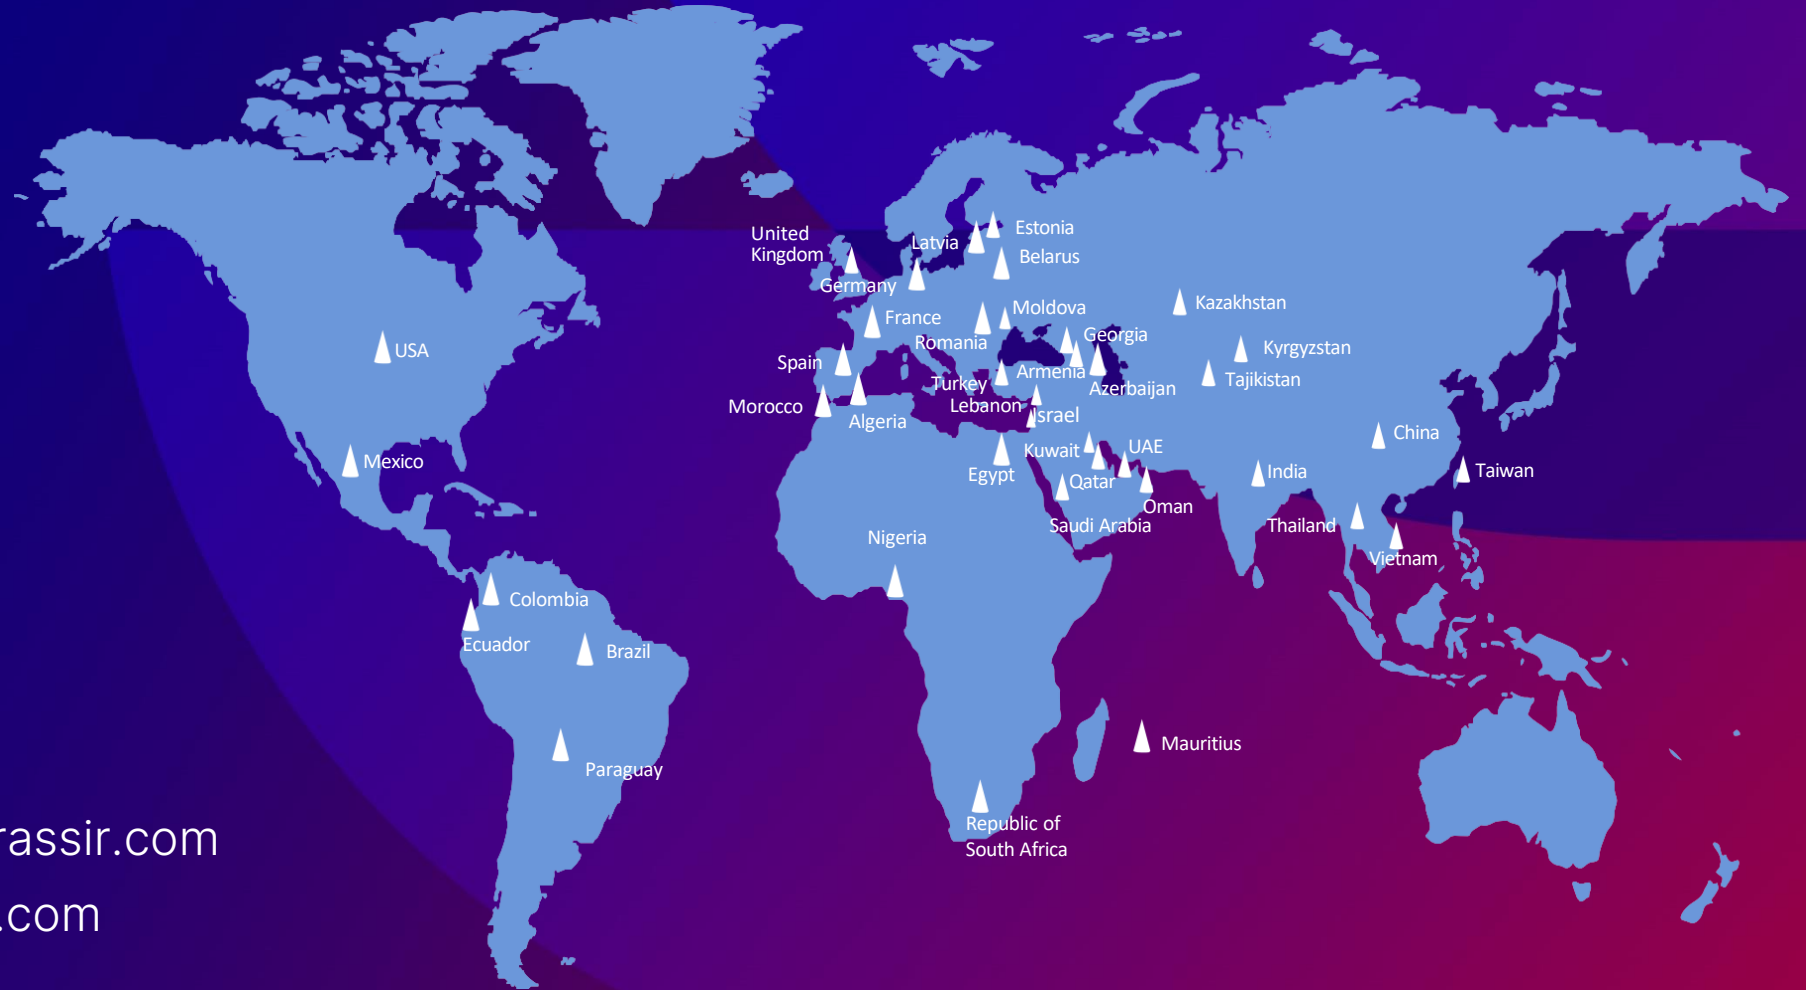 United
Kingdom
Latvia
Estonia
Belarus
Germany
France
Moldova
Romania
Georgia
Kazakhstan
Kyrgyzstan
Tajikistan
USA
Spain
Turkey
Armenia
Azerbaijan
Morocco
Algeria
Lebanon
Israel
China
Mexico
Egypt
Kuwait
UAE
Qatar
Oman
India
Taiwan
Saudi Arabia
Thailand
Vietnam
Nigeria
Colombia
Ecuador
Brazil
Mauritius
Paraguay
Republic of
South Africa
rassir.com
.com